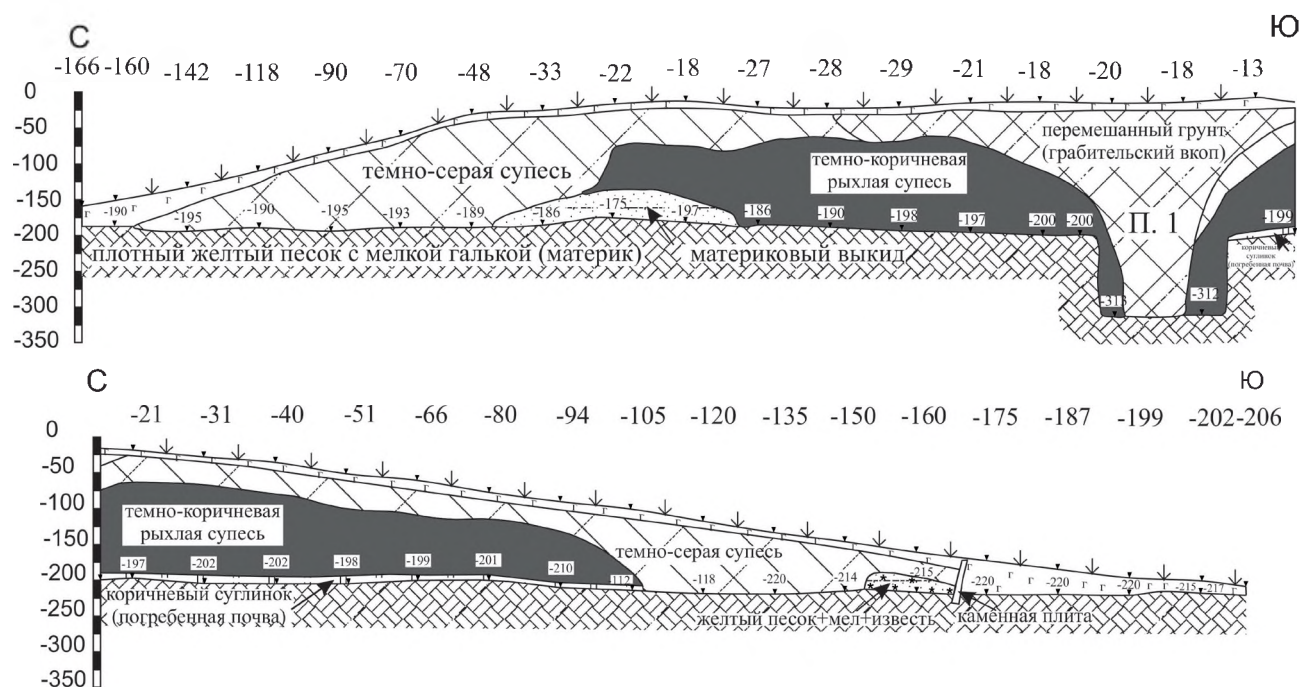 С Ю
-166 -160 -142 -118 -90 -70 -48 -33 -22 -18 -27 -28 -29 -21 -18 -20 -18 -13
0
-50
-100
-150
-200
-250
-300
-350
перемешанный грунт
(грабительский вкоп)
темно-серая супесь
темно-коричневая
рыхлая супесь
П. 1
-190 -195 -190 -195 -193 -189 -186 -175 -197 -186 -190 -198 -197 -200 -200 -199
плотный желтый песок с мелкой галькой (материк)
материковый выкид
коричневый
суглинок
(погребенная почва)
-313 -312
С Ю
-21 -31 -40 -51 -66 -80 -94 -105 -120 -135 -150 -160 -175 -187 -199 -202 -206
0
-50
-100
-150
-200
-250
-300
-350
темно-коричневая
рыхлая супесь
темно-серая супесь
-197 -202 -202 -198 -199 -201 -210 -112 -118 -220 -214 -215 -220 -220 -220 -215 -217
коричневый суглинок
(погребенная почва)
желтый песок+мел+известь
каменная плита